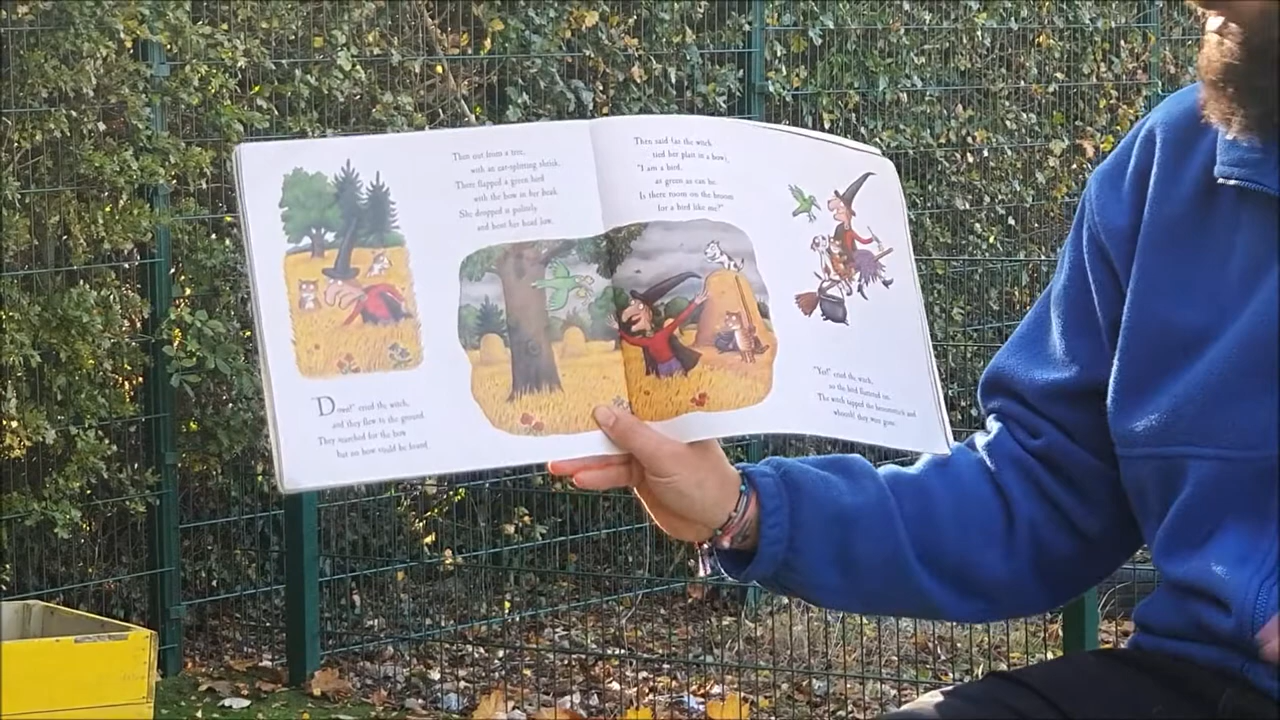 Down!" cried the witch,
and they flew to the ground.
They searched for the bow
but no bow could be found.
Then out from a tree,
with an ear-splitting shriek,
There flapped a green bird
with the bow in her beak.
She dropped it politely
and bent her head low,
Then said (as the witch
tied her plait in a bow),
"I am a bird,
as green as can be.
Is there room on the broom
for a bird like me?"
"Yes!" cried the witch,
so the bird fluttered on.
The witch tapped the broomstick and
whoosh! they were gone.